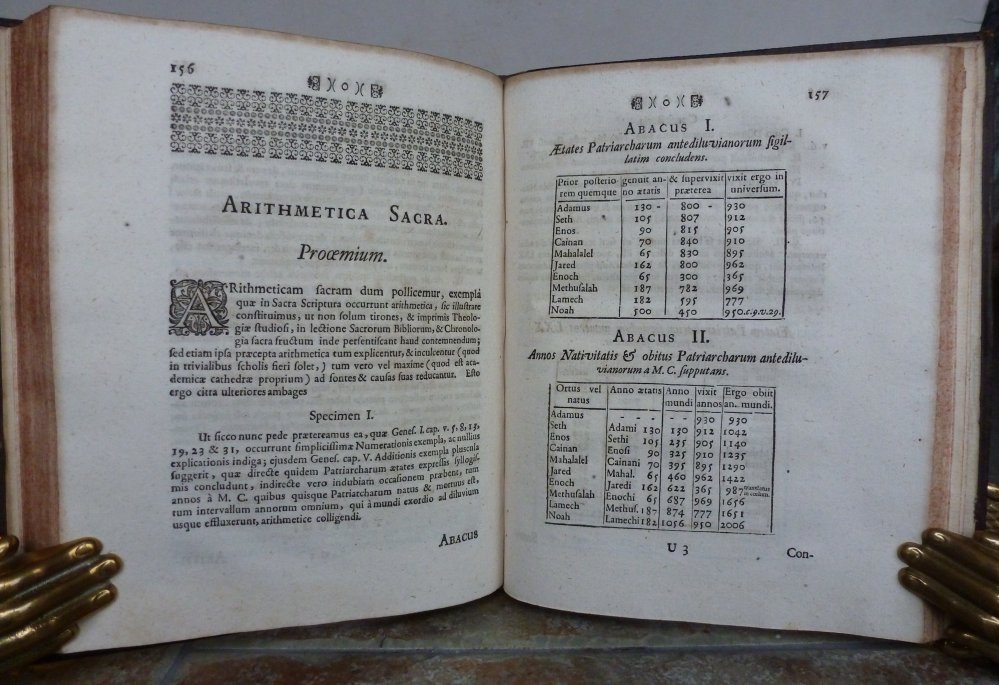 156
ARITHMETICA SACRA.
Prooemium.
ARithmeticam sacram dum pollicemur, exempla
quæ in Sacra Scriptura occurrunt arithmetica, sic illustrare
constituimus, ut non solum tirones, & imprimis Theolo-
giæ studiosi, in lectione Sacrorum Bibliorum, & Chronolo-
gia sacra fructum inde persentiscant haud contemnendum;
sed etiam ipsa præcepta arithmetica tum explicentur, & inculcentur (quod
in trivialibus scholis fieri solet,) tum vero vel maxime (quod est aca-
demicæ cathedræ proprium) ad fontes & causas suas reducantur. Esto
ergo citra ulteriores ambages
Specimen I.
Ut sicco nunc pede prætereamus ea, quæ Genes. I. cap. v. 5, 8, 13,
19, 23 & 31, occurrunt simplicissimæ Numerationis exempla, ac nullius
explicationis indiga; ejusdem Genes. cap. V. Additionis exempla pluscula
suggerit, quæ directe quidem Patriarcharum ætates expressis syllogis-
mis concludunt, indirecte vero indubiam occasionem præbent, tum
annos à M. C. quibus quisque Patriarcharum natus & mortuus est,
tum intervallum annorum omnium, qui à mundi exordio ad diluvium
usque effluxerunt, arithmetice colligendi.
ABACUS
157
ABACUS I.
Ætates Patriarcharum antediluvianorum sigil-
latim concludens.
Prior posterio- genuit an- & supervixit vixit ergo in
rem quemque no ætatis præterea universum.
Adamus 130 - 800 - 930
Seth 105 807 912
Enos 90 815 905
Cainan 70 840 910
Mahalalel 65 830 895
Jared 162 800 962
Enoch 65 300 365
Methusalah 187 782 969
Lamech 182 595 777
Noah 500 450 950.c.9.v.29.
ABACUS II.
Annos Nativitatis & obitus Patriarcharum antedilu-
vianorum a M. C. supputans.
Ortus vel Anno ætatis Anno vixit Ergo obiit
natus mundi annos an. mundi.
Adamus - - - - - 930 930
Seth Adami 130 130 912 1042
Enos Sethi 105 235 905 1140
Cainan Enosi 90 325 910 1235
Mahalalel Cainani 70 395 895 1290
Jared Mahal. 65 460 962 1422
Enoch Jaredi 162 622 365 987 translatus in coelum.
Methusalah Enochi 65 687 969 1656
Lamech Methus. 187 874 777 1651
Noah Lamechi 182 1056 950 2006
U 3
Con-